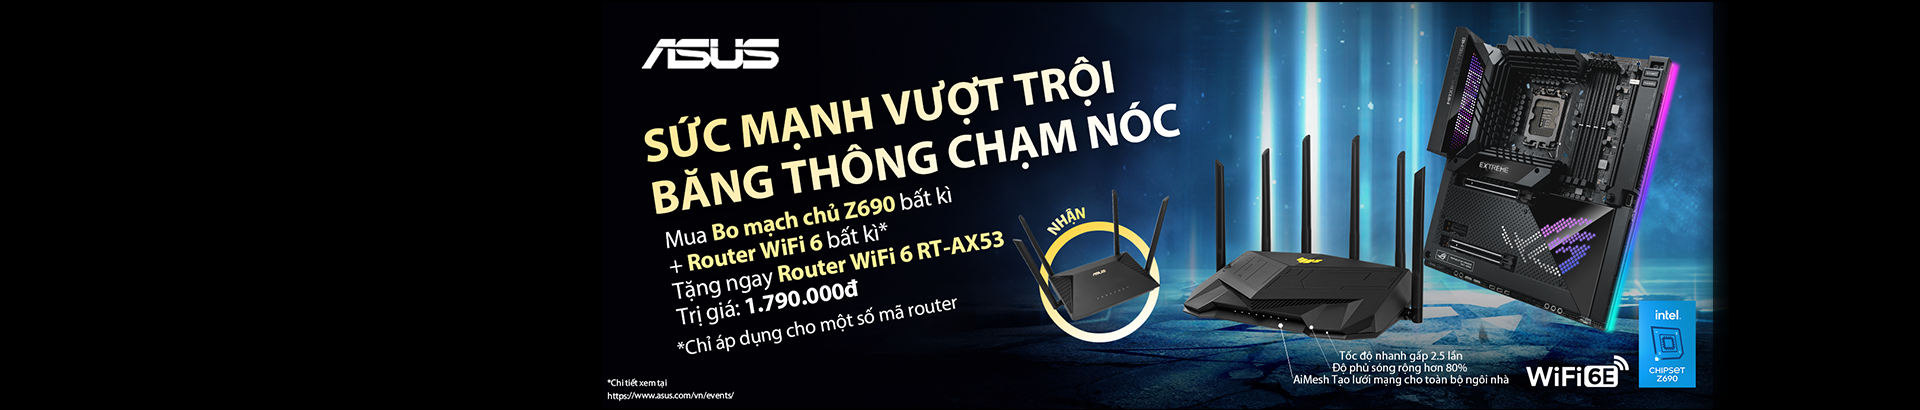 ASUS
SỨC MẠNH VƯỢT TRỘI
BĂNG THÔNG CHẠM NÓC
Mua Bo mạch chủ Z690 bất kì
+ Router WiFi 6 bất kì*
Tặng ngay Router WiFi 6 RT-AX53
Trị giá: 1.790.000đ
*Chỉ áp dụng cho một số mã router
NHẬN
ASUS
EXTREME
Tốc độ nhanh gấp 2.5 lần
Độ phủ sóng rộng hơn 80%
AiMesh Tạo lưới mạng cho toàn bộ ngôi nhà
WiFi 6E
intel.
CHIPSET
Z690
*Chi tiết xem tại
https://www.asus.com/vn/events/